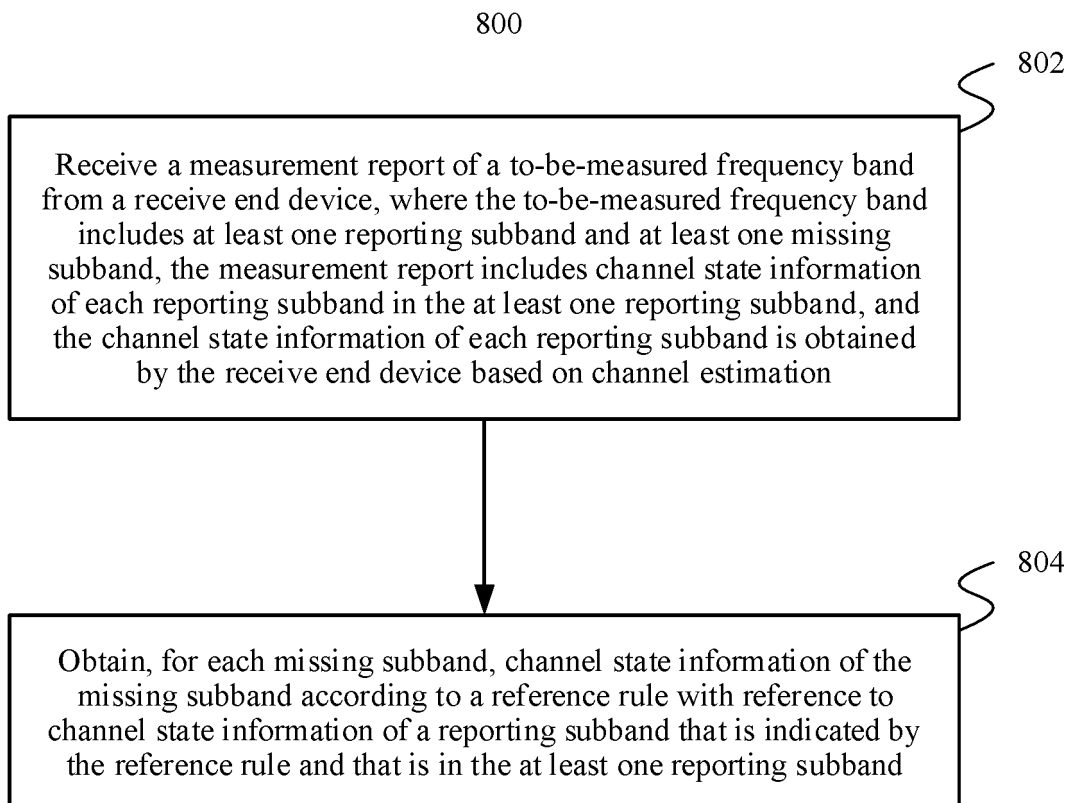 800
802
Receive a measurement report of a to-be-measured frequency band
from a receive end device, where the to-be-measured frequency band
includes at least one reporting subband and at least one missing
subband, the measurement report includes channel state information
of each reporting subband in the at least one reporting subband, and
the channel state information of each reporting subband is obtained
by the receive end device based on channel estimation
804
Obtain, for each missing subband, channel state information of the
missing subband according to a reference rule with reference to
channel state information of a reporting subband that is indicated by
the reference rule and that is in the at least one reporting subband